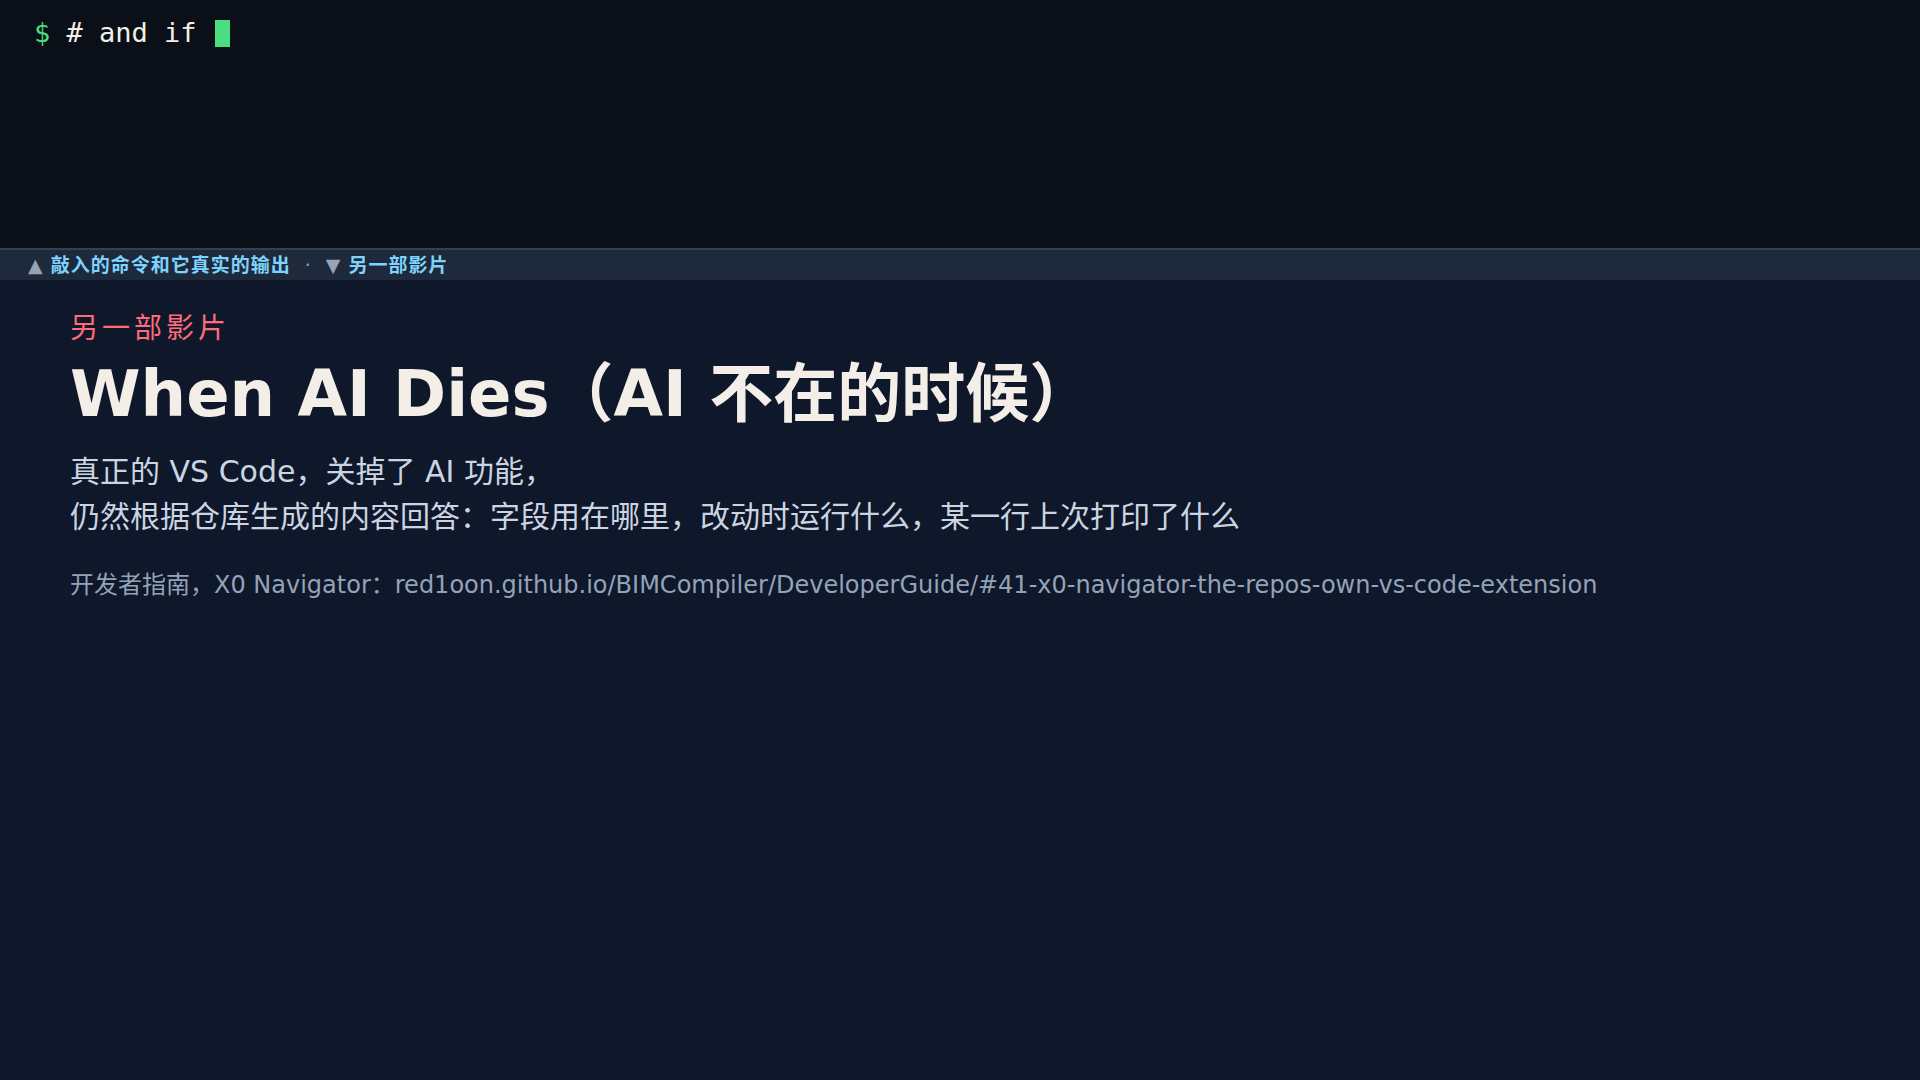 $ # and if
▲ 敲入的命令和它真实的输出 · ▼ 另一部影片
另一部影片
When AI Dies（AI 不在的时候）
真正的 VS Code，关掉了 AI 功能，
仍然根据仓库生成的内容回答：字段用在哪里，改动时运行什么，某一行上次打印了什么
开发者指南，X0 Navigator：red1oon.github.io/BIMCompiler/DeveloperGuide/#41-x0-navigator-the-repos-own-vs-code-extension